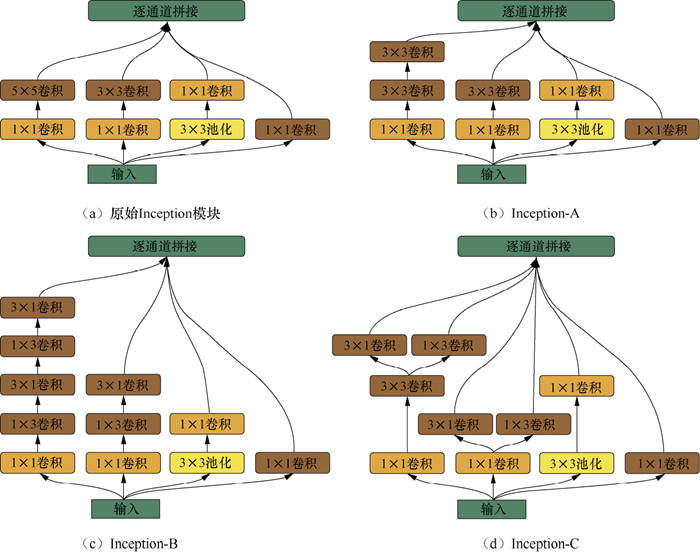 逐通道拼接
5×5卷积 3×3卷积 1×1卷积
1×1卷积 1×1卷积 3×3池化 1×1卷积
输入
（a）原始Inception模块
逐通道拼接
3×3卷积
3×3卷积 3×3卷积 1×1卷积
1×1卷积 1×1卷积 3×3池化 1×1卷积
输入
（b）Inception-A
逐通道拼接
3×1卷积
1×3卷积
3×1卷积 3×1卷积
1×3卷积 1×3卷积 1×1卷积
1×1卷积 1×1卷积 3×3池化 1×1卷积
输入
（c）Inception-B
逐通道拼接
3×1卷积 1×3卷积
3×3卷积 1×1卷积
3×1卷积 1×3卷积
1×1卷积 1×1卷积 3×3池化 1×1卷积
输入
（d）Inception-C